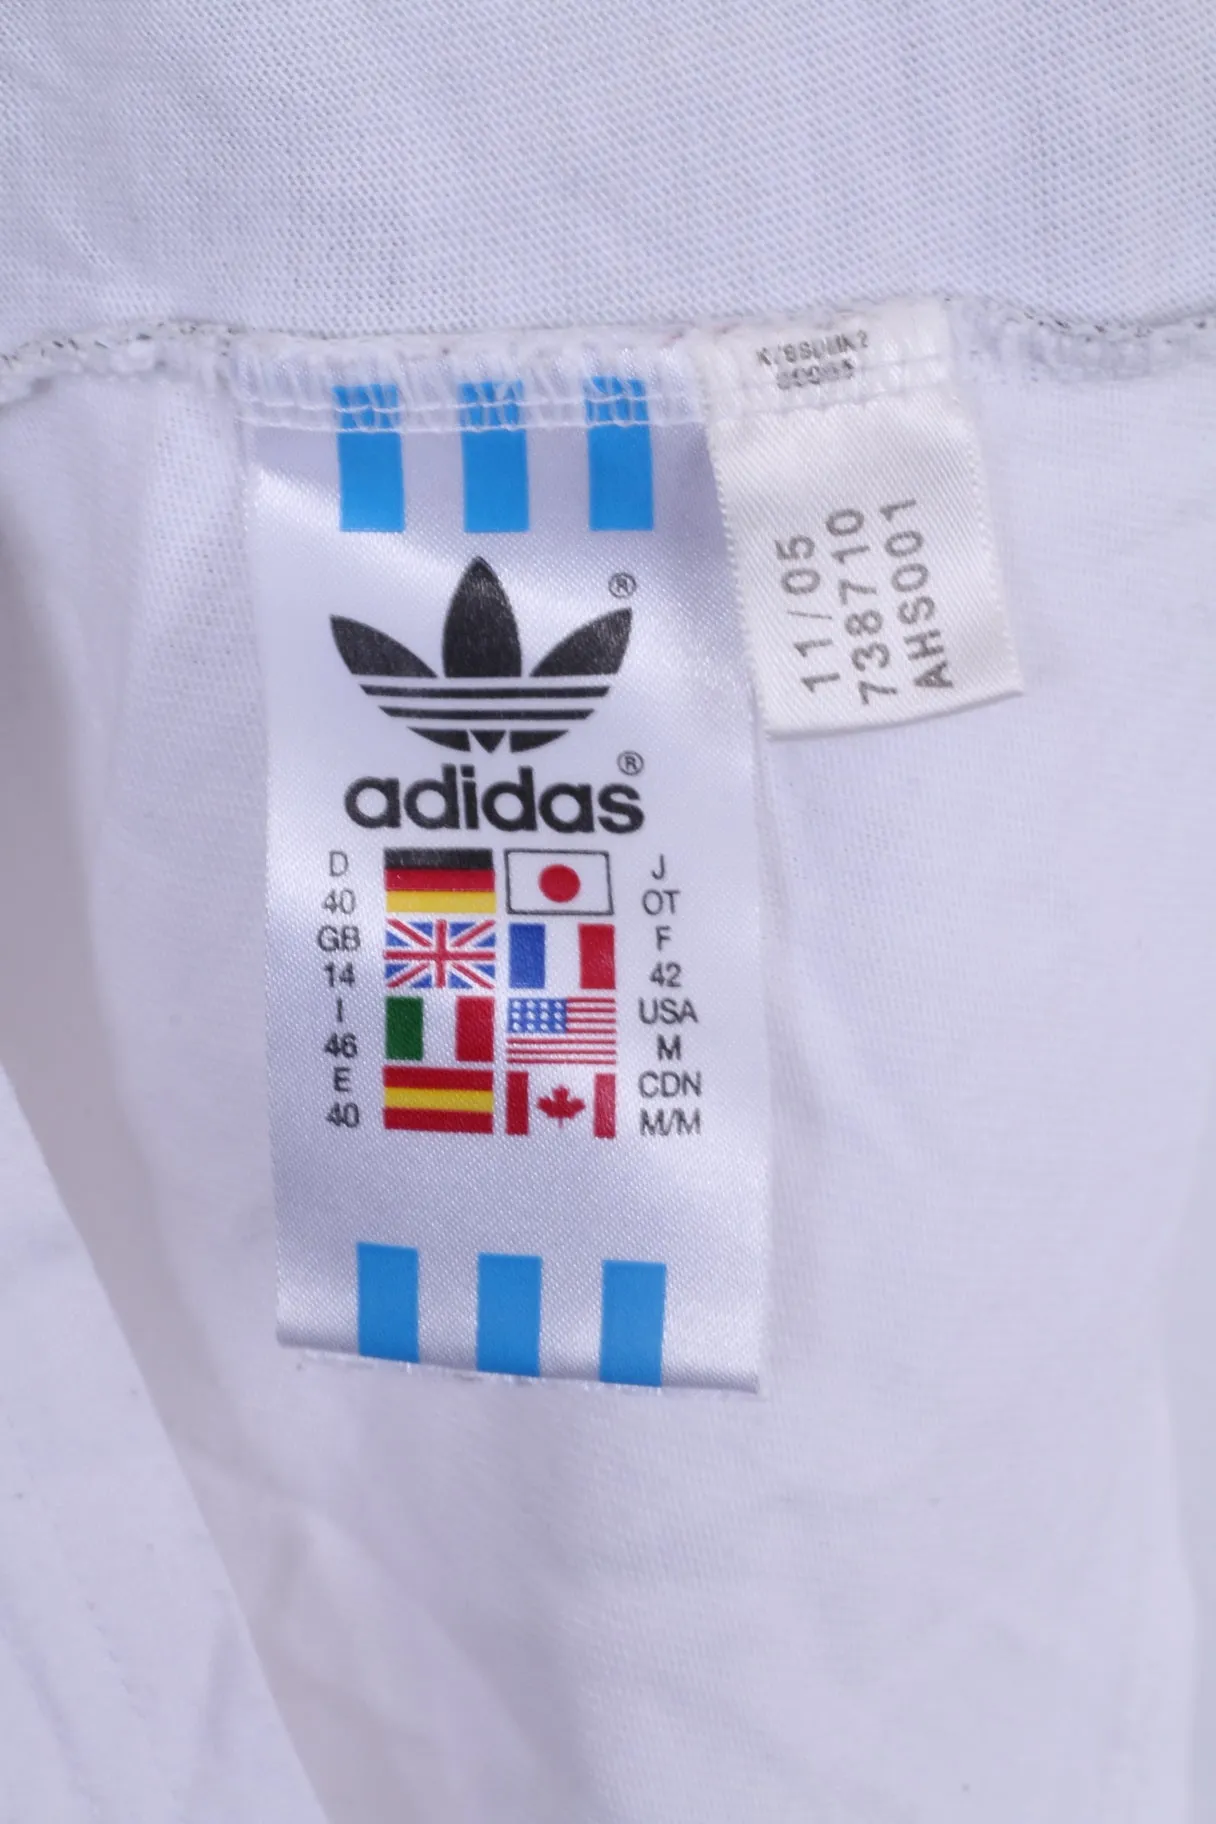 ®
®
adidas
D
40
GB
14
I
46
E
40
J
OT
F
42
USA
M
CDN
M/M
11/05
738710
AHS001